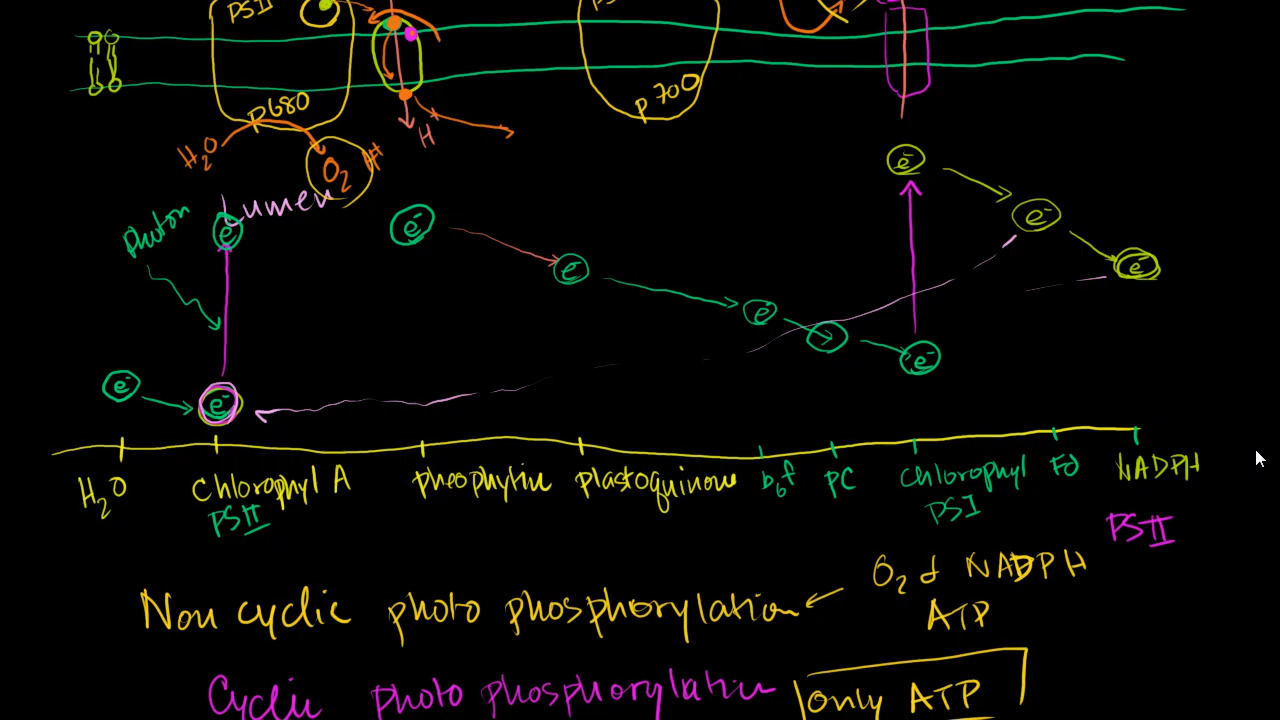 PSII
P680
P700
H₂O
O₂
H⁺
H⁺
Lumen
Photon
e⁻
e⁻
e⁻
e⁻
e⁻
e⁻
e⁻
e⁻
e⁻
e⁻
H₂O
Chlorophyl A
PSII
pheophytin
plastoquinone
b₆f
PC
Chlorophyl
PSI
Fd
NADPH
PSII
Non cyclic photo phosphorylation ← O₂ & NADPH
ATP
Cyclic photo phosphorylation only ATP